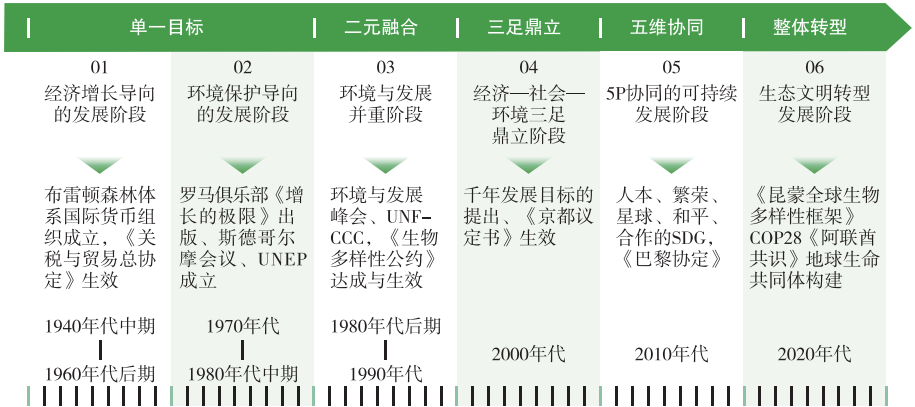 单一目标
二元融合
三足鼎立
五维协同
整体转型
01
经济增长导向
的发展阶段
布雷顿森林体
系国际货币组
织成立，《关
税与贸易总协
定》生效
1940年代中期
1960年代后期
02
环境保护导向
的发展阶段
罗马俱乐部《增
长的极限》出
版、斯德哥尔
摩会议、UNEP
成立
1970年代
1980年代中期
03
环境与发展
并重阶段
环境与发展
峰会、UNF-
CCC，《生物
多样性公约》
达成与生效
1980年代后期
1990年代
04
经济—社会—
环境三足
鼎立阶段
千年发展目标的
提出、《京都议
定书》生效
2000年代
05
5P协同的可持续
发展阶段
人本、繁荣、
星球、和平、
合作的SDG，
《巴黎协定》
2010年代
06
生态文明转型
发展阶段
《昆蒙全球生物
多样性框架》
COP28《阿联酋
共识》地球生命
共同体构建
2020年代